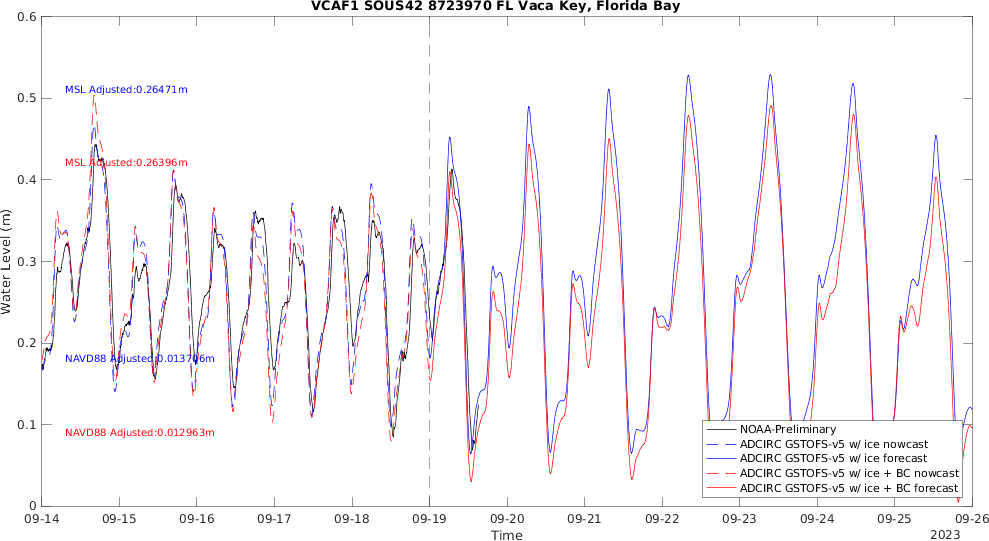 VCAF1 SOUS42 8723970 FL Vaca Key, Florida Bay
0.6
0.5
0.4
0.3
0.2
0.1
0
Water Level (m)
MSL Adjusted:0.26471m
MSL Adjusted:0.26396m
NAVD88 Adjusted:0.013706m
NAVD88 Adjusted:0.012963m
NOAA-Preliminary
ADCIRC GSTOFS-v5 w/ ice nowcast
ADCIRC GSTOFS-v5 w/ ice forecast
ADCIRC GSTOFS-v5 w/ ice + BC nowcast
ADCIRC GSTOFS-v5 w/ ice + BC forecast
09-14 09-15 09-16 09-17 09-18 09-19 09-20 09-21 09-22 09-23 09-24 09-25 09-26
Time
2023